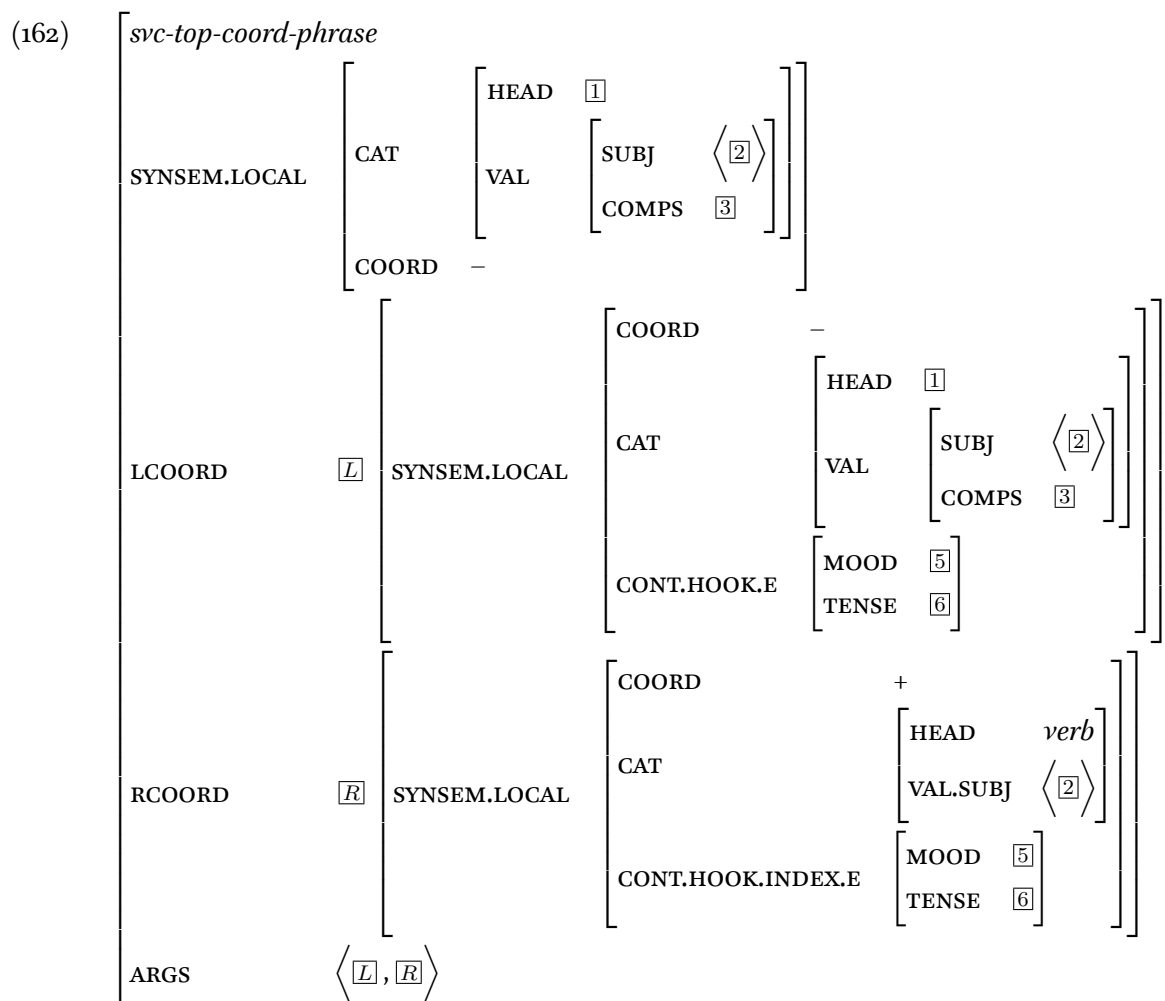 (162) svc-top-coord-phrase
HEAD 1
CAT SUBJ ⟨ 2 ⟩
SYNSEM.LOCAL VAL
COMPS 3
COORD –
COORD –
HEAD 1
CAT SUBJ ⟨ 2 ⟩
LCOORD L SYNSEM.LOCAL VAL
COMPS 3
MOOD 5
CONT.HOOK.E
TENSE 6
COORD +
HEAD verb
CAT
VAL.SUBJ ⟨ 2 ⟩
RCOORD R SYNSEM.LOCAL
MOOD 5
CONT.HOOK.INDEX.E
TENSE 6
ARGS ⟨ L , R ⟩